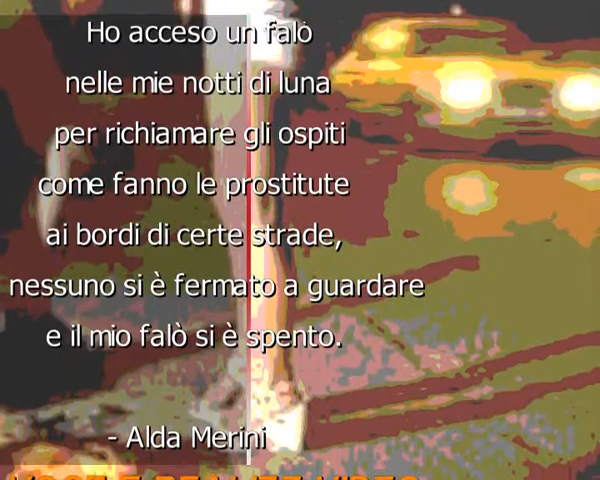 Ho acceso un falò
nelle mie notti di luna
per richiamare gli ospiti
come fanno le prostitute
ai bordi di certe strade,
nessuno si è fermato a guardare
e il mio falò si è spento.
- Alda Merini